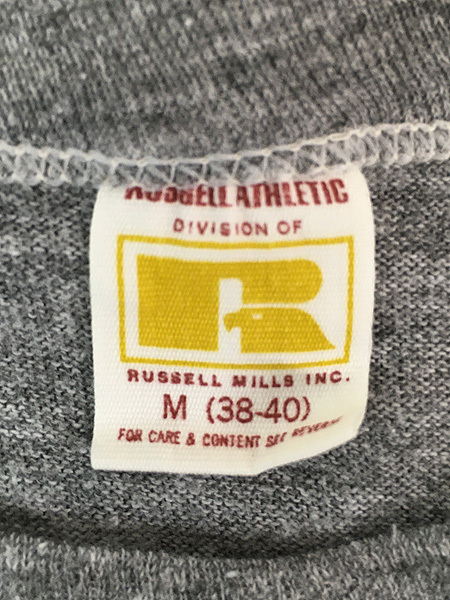 RUSSELL ATHLETIC
DIVISION OF
R
RUSSELL MILLS INC.
M (38-40)
FOR CARE & CONTENT SEE REVERSE